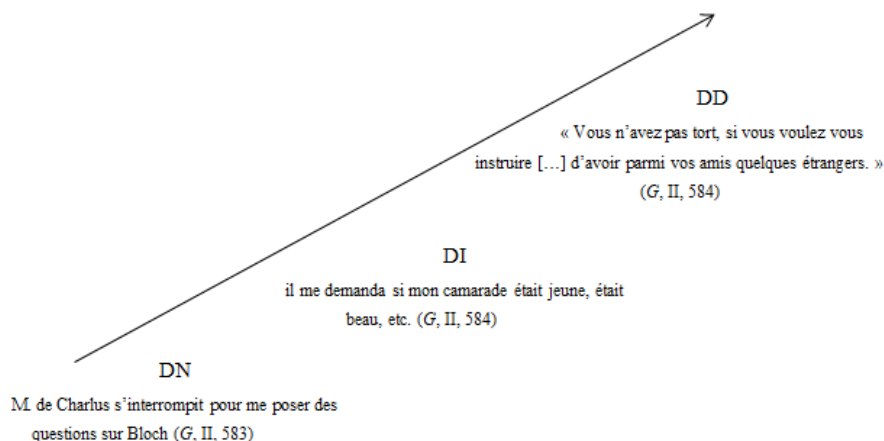 DD
« Vous n’avez pas tort, si vous voulez vous
instruire […] d’avoir parmi vos amis quelques étrangers. »
(G, II, 584)
DI
il me demanda si mon camarade était jeune, était
beau, etc. (G, II, 584)
DN
M. de Charlus s’interrompit pour me poser des
questions sur Bloch (G, II, 583)